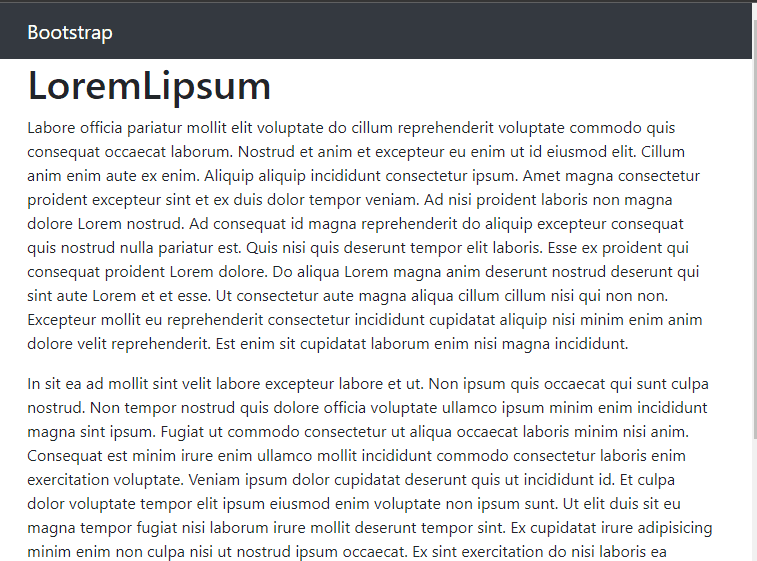 Bootstrap
LoremLipsum
Labore officia pariatur mollit elit voluptate do cillum reprehenderit voluptate commodo quis
consequat occaecat laborum. Nostrud et anim et excepteur eu enim ut id eiusmod elit. Cillum
anim enim aute ex enim. Aliquip aliquip incididunt consectetur ipsum. Amet magna consectetur
proident excepteur sint et ex duis dolor tempor veniam. Ad nisi proident laboris non magna
dolore Lorem nostrud. Ad consequat id magna reprehenderit do aliquip excepteur consequat
quis nostrud nulla pariatur est. Quis nisi quis deserunt tempor elit laboris. Esse ex proident qui
consequat proident Lorem dolore. Do aliqua Lorem magna anim deserunt nostrud deserunt qui
sint aute Lorem et et esse. Ut consectetur aute magna aliqua cillum cillum nisi qui non non.
Excepteur mollit eu reprehenderit consectetur incididunt cupidatat aliquip nisi minim enim anim
dolore velit reprehenderit. Est enim sit cupidatat laborum enim nisi magna incididunt.
In sit ea ad mollit sint velit labore excepteur labore et ut. Non ipsum quis occaecat qui sunt culpa
nostrud. Non tempor nostrud quis dolore officia voluptate ullamco ipsum minim enim incididunt
magna sint ipsum. Fugiat ut commodo consectetur ut aliqua occaecat laboris minim nisi anim.
Consequat est minim irure enim ullamco mollit incididunt commodo consectetur laboris enim
exercitation voluptate. Veniam ipsum dolor cupidatat deserunt quis ut incididunt id. Et culpa
dolor voluptate tempor elit ipsum eiusmod enim voluptate non ipsum sunt. Ut elit duis sit eu
magna tempor fugiat nisi laborum irure mollit deserunt tempor sint. Ex cupidatat irure adipisicing
minim enim non culpa nisi ut nostrud ipsum occaecat. Ex sint exercitation do nisi laboris ea